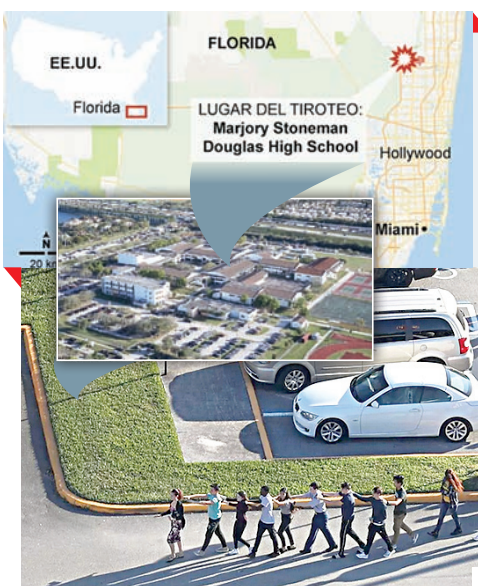 FLORIDA
EE.UU.
Florida
LUGAR DEL TIROTEO:
Marjory Stoneman
Douglas High School
Hollywood
Miami
N
20 km